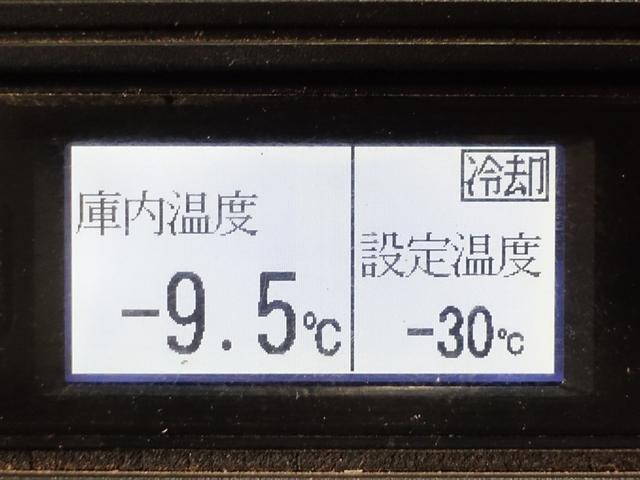 庫内温度
-9.5℃
冷却
設定温度
-30℃